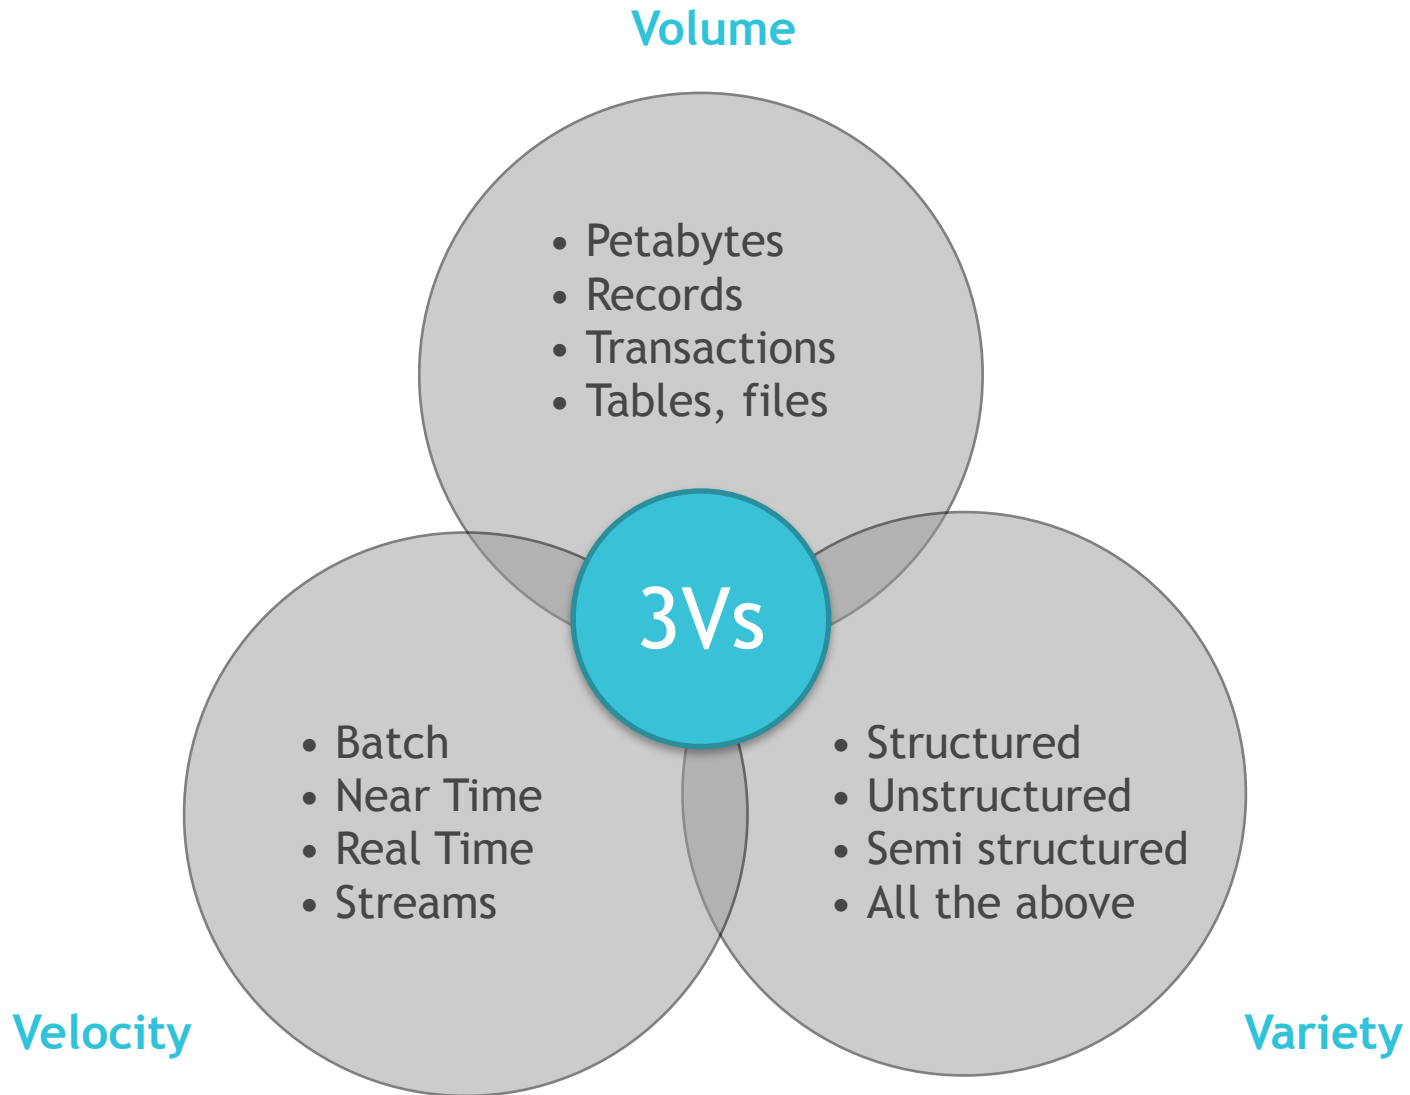 Volume
• Petabytes
• Records
• Transactions
• Tables, files
3Vs
• Batch
• Near Time
• Real Time
• Streams
• Structured
• Unstructured
• Semi structured
• All the above
Velocity
Variety